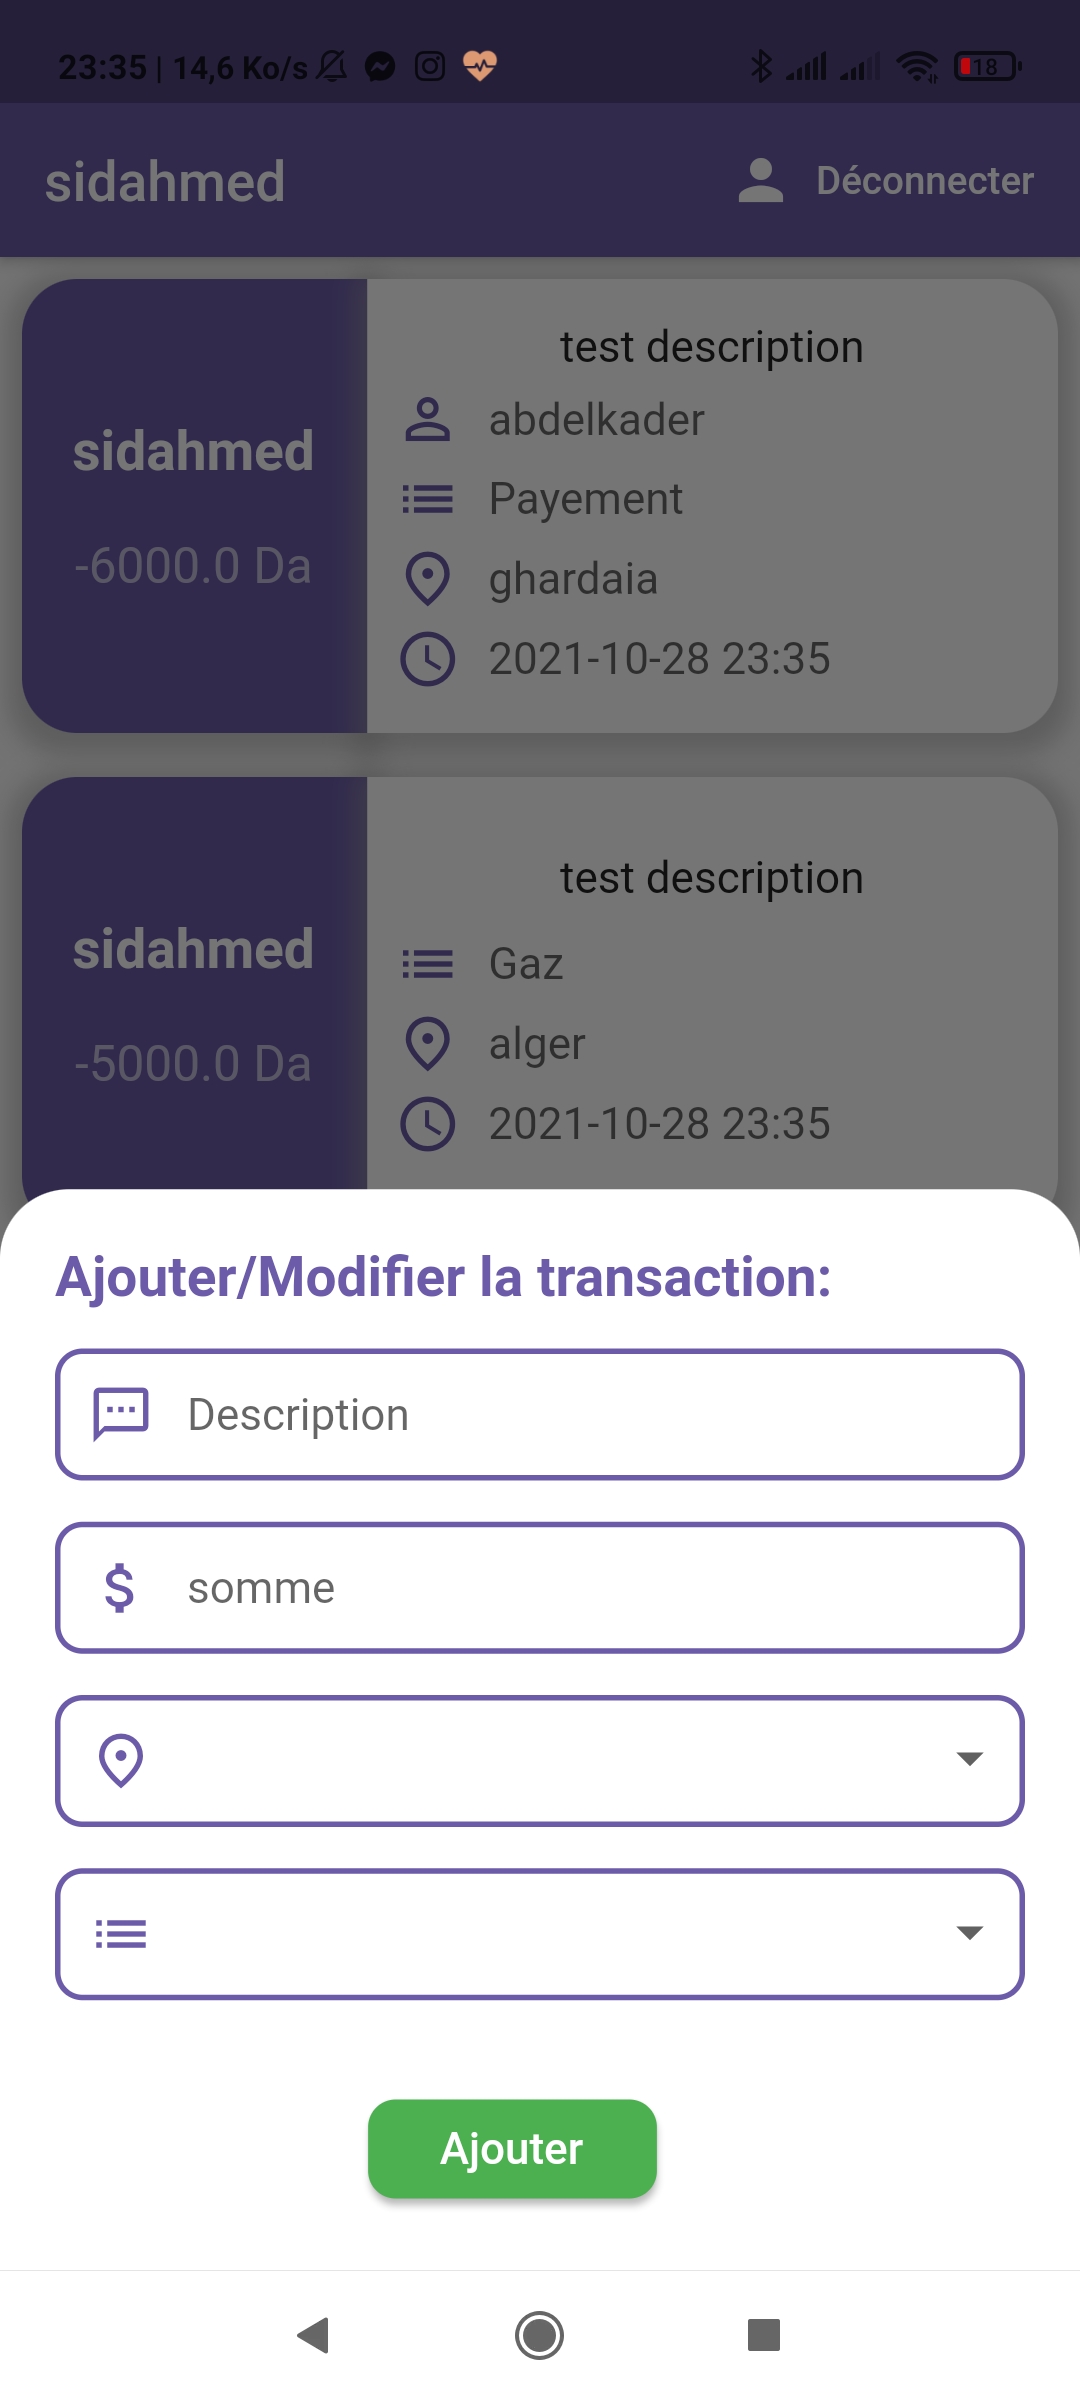 23:35 | 14,6 Ko/s
18
sidahmed
Déconnecter
test description
sidahmed
-6000.0 Da
abdelkader
Payement
ghardaia
2021-10-28 23:35
test description
sidahmed
-5000.0 Da
Gaz
alger
2021-10-28 23:35
Ajouter/Modifier la transaction:
Description
$ somme
Ajouter